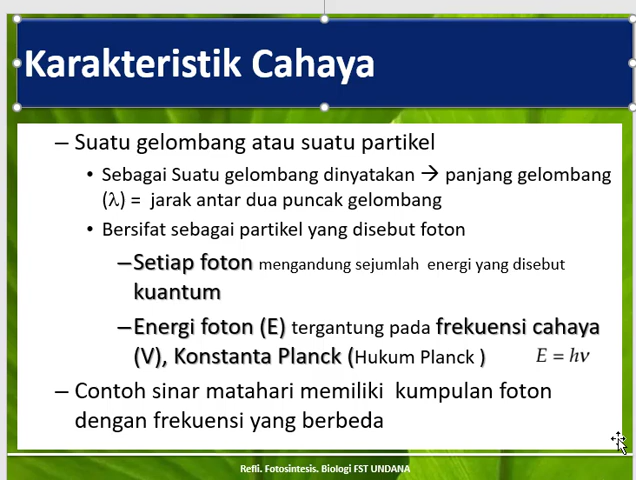 Karakteristik Cahaya
– Suatu gelombang atau suatu partikel
• Sebagai Suatu gelombang dinyatakan → panjang gelombang
(λ) = jarak antar dua puncak gelombang
• Bersifat sebagai partikel yang disebut foton
–Setiap foton mengandung sejumlah energi yang disebut
kuantum
–Energi foton (E) tergantung pada frekuensi cahaya
(V), Konstanta Planck (Hukum Planck ) E = hν
– Contoh sinar matahari memiliki kumpulan foton
dengan frekuensi yang berbeda
Refli. Fotosintesis. Biologi FST UNDANA